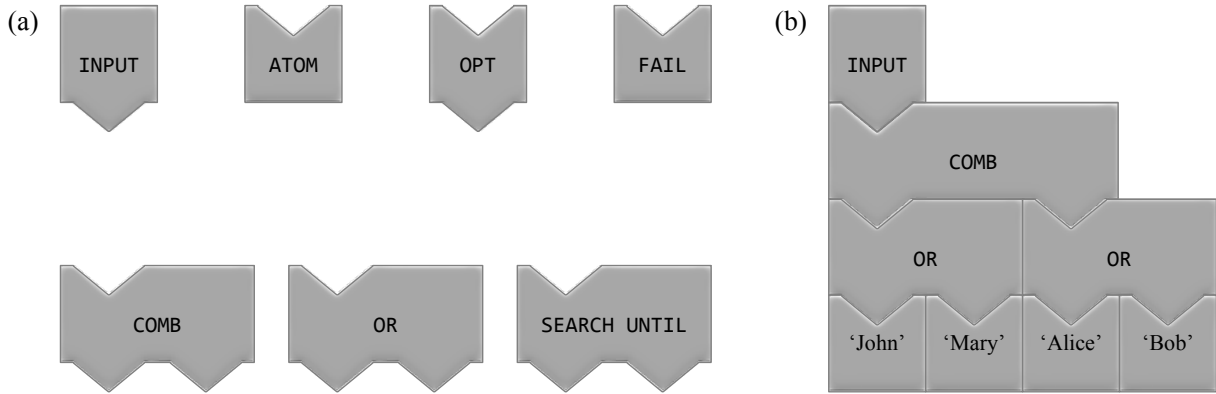 (a)
INPUT
ATOM
OPT
FAIL
COMB
OR
SEARCH UNTIL
(b)
INPUT
COMB
OR
OR
‘John’
‘Mary’
‘Alice’
‘Bob’